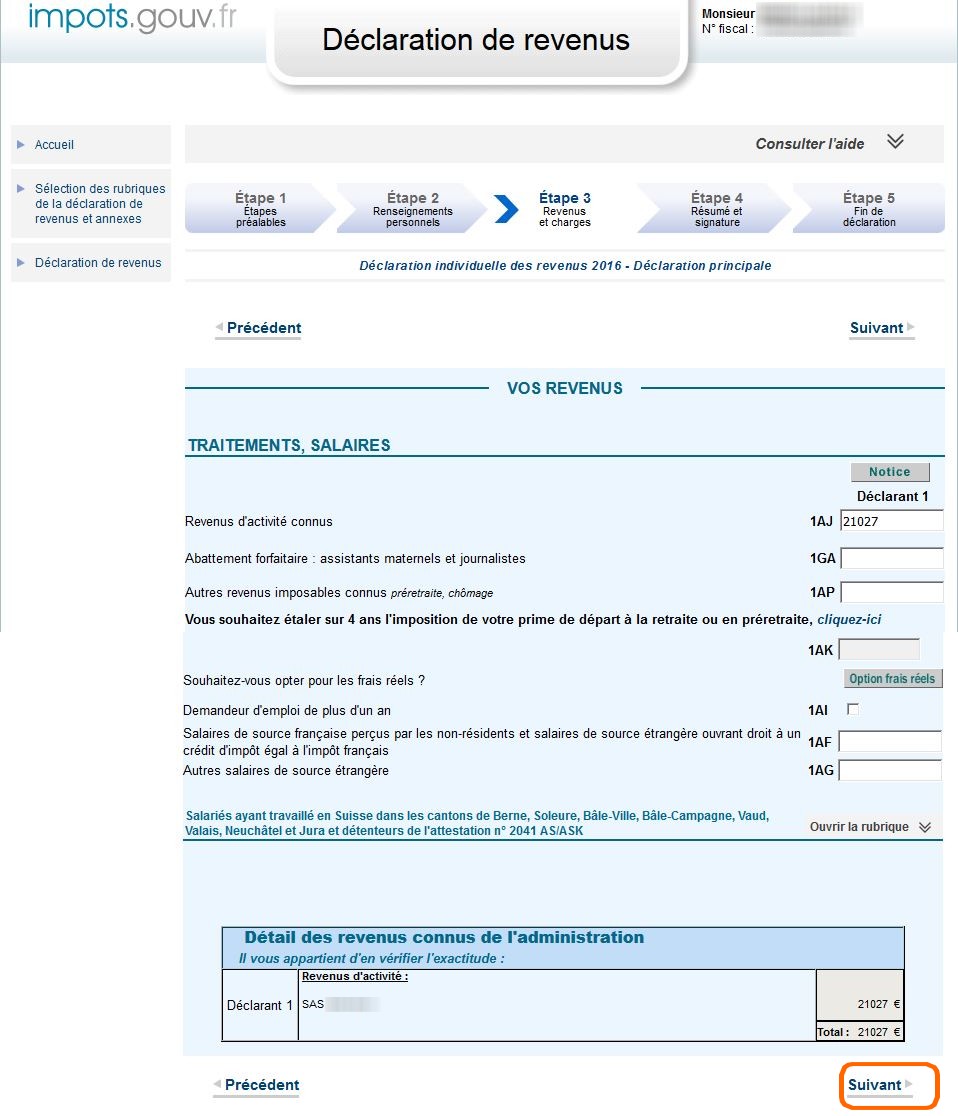 impots.gouv.fr
Déclaration de revenus
Monsieur
N° fiscal :
Accueil
Sélection des rubriques
de la déclaration de
revenus et annexes
Déclaration de revenus
Consulter l'aide
Étape 1
Étapes
préalables
Étape 2
Renseignements
personnels
Étape 3
Revenus
et charges
Étape 4
Résumé et
signature
Étape 5
Fin de
déclaration
Déclaration individuelle des revenus 2016 - Déclaration principale
Précédent
Suivant
VOS REVENUS
TRAITEMENTS, SALAIRES
Notice
Déclarant 1
Revenus d'activité connus 1AJ 21027
Abattement forfaitaire : assistants maternels et journalistes 1GA
Autres revenus imposables connus préretraite, chômage 1AP
Vous souhaitez étaler sur 4 ans l'imposition de votre prime de départ à la retraite ou en préretraite, cliquez-ici
1AK
Souhaitez-vous opter pour les frais réels ? Option frais réels
Demandeur d'emploi de plus d'un an 1AI
Salaires de source française perçus par les non-résidents et salaires de source étrangère ouvrant droit à un
crédit d'impôt égal à l'impôt français 1AF
Autres salaires de source étrangère 1AG
Salariés ayant travaillé en Suisse dans les cantons de Berne, Soleure, Bâle-Ville, Bâle-Campagne, Vaud,
Valais, Neuchâtel et Jura et détenteurs de l'attestation n° 2041 AS/ASK
Ouvrir la rubrique
Détail des revenus connus de l'administration
Il vous appartient d'en vérifier l'exactitude :
Revenus d'activité :
Déclarant 1 SAS 21027 €
Total : 21027 €
Précédent
Suivant